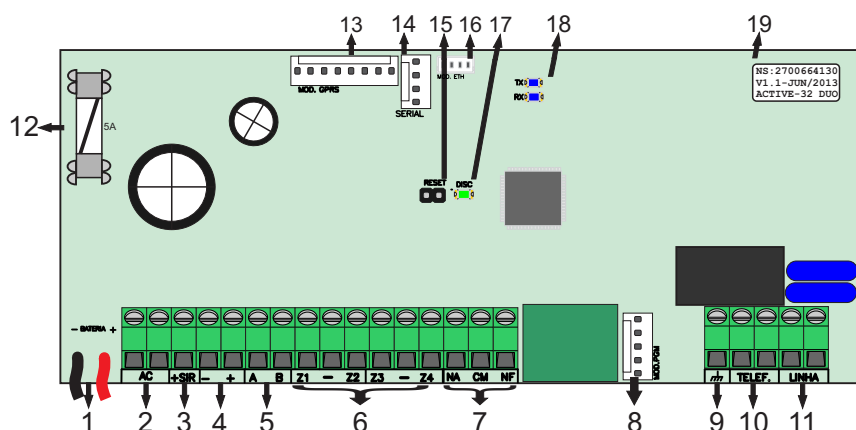 13 14 15 16 17 18 19
MOD. GPRS
SERIAL
MOD. ETH
TX
RX
NS:2700664130
V1.1-JUN/2013
ACTIVE-32 DUO
12
5A
RESET
DISC
- BATERIA +
AC +SIR - + A B Z1 - Z2 Z3 - Z4 NA CM NF
MOD.PGM
TELEF. LINHA
1 2 3 4 5 6 7 8 9 10 11